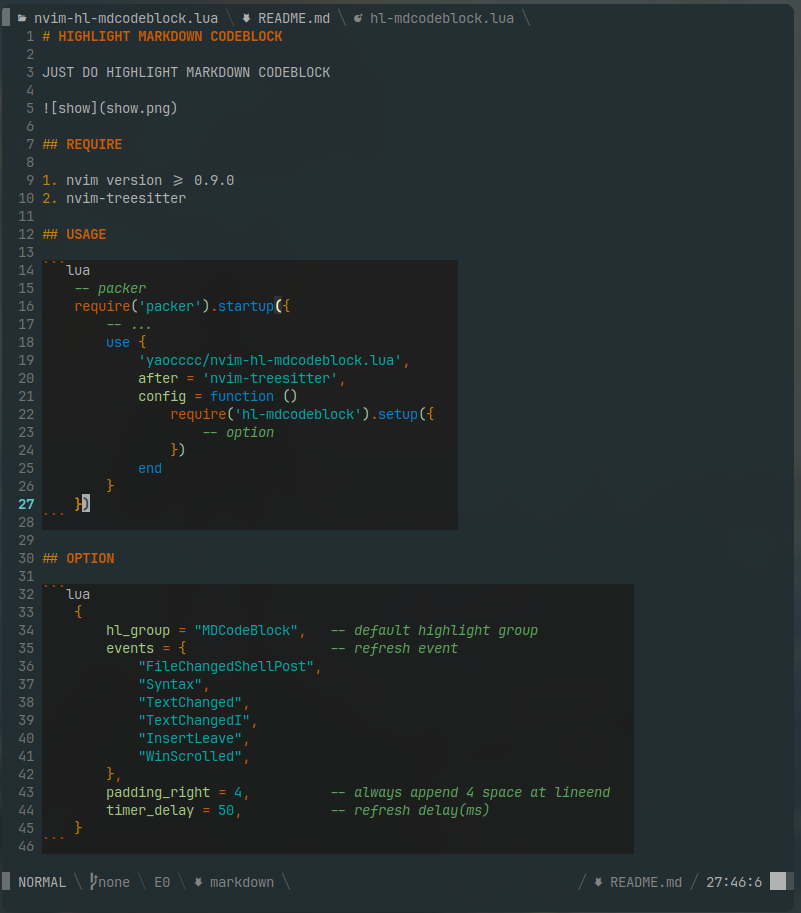 nvim-hl-mdcodeblock.lua README.md hl-mdcodeblock.lua
1 # HIGHLIGHT MARKDOWN CODEBLOCK
2
3 JUST DO HIGHLIGHT MARKDOWN CODEBLOCK
4
5 ![show](show.png)
6
7 ## REQUIRE
8
9 1. nvim version >= 0.9.0
10 2. nvim-treesitter
11
12 ## USAGE
13
14 ```lua
15     -- packer
16     require('packer').startup({
17         -- ...
18         use {
19             'yaocccc/nvim-hl-mdcodeblock.lua',
20             after = 'nvim-treesitter',
21             config = function ()
22                 require('hl-mdcodeblock').setup({
23                     -- option
24                 })
25             end
26         }
27     })
28 ```
29
30 ## OPTION
31
32 ```lua
33     {
34         hl_group = "MDCodeBlock",   -- default highlight group
35         events = {                  -- refresh event
36             "FileChangedShellPost",
37             "Syntax",
38             "TextChanged",
39             "TextChangedI",
40             "InsertLeave",
41             "WinScrolled",
42         },
43         padding_right = 4,          -- always append 4 space at lineend
44         timer_delay = 50,           -- refresh delay(ms)
45     }
46 ```
NORMAL none E0 markdown README.md 27:46:6